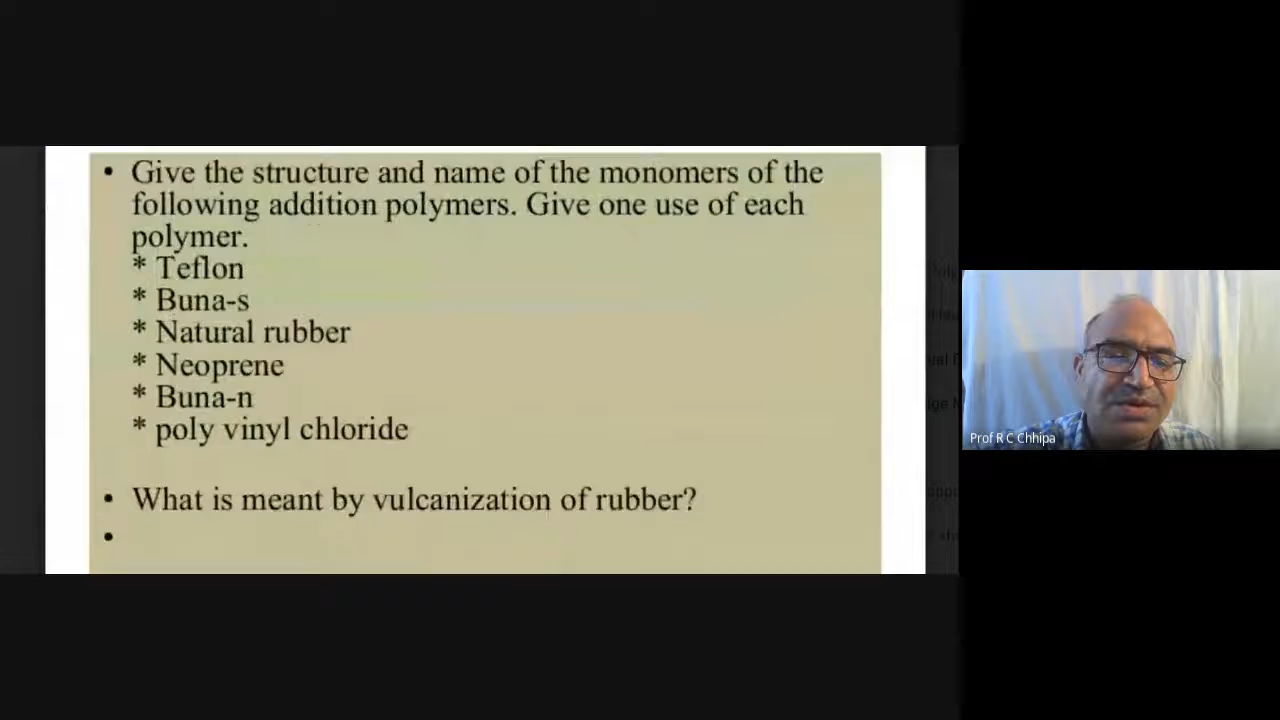 • Give the structure and name of the monomers of the
following addition polymers. Give one use of each
polymer.
* Teflon
* Buna-s
* Natural rubber
* Neoprene
* Buna-n
* poly vinyl chloride
• What is meant by vulcanization of rubber?
•
Prof R C Chhipa